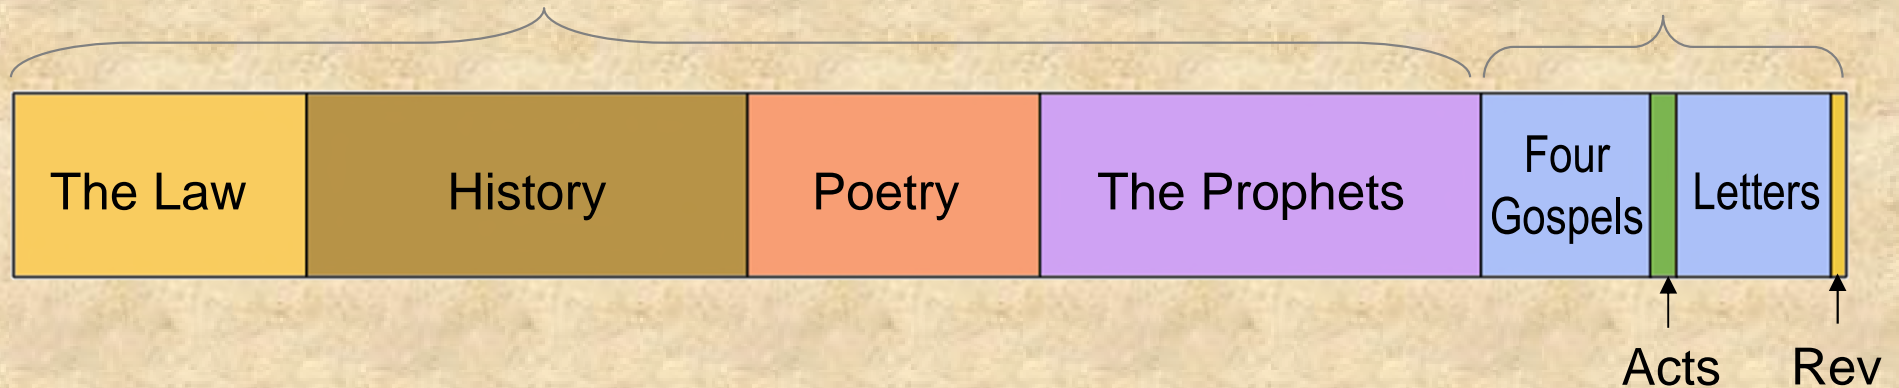 The Law
History
Poetry
The Prophets
Four
Gospels
Letters
Acts
Rev